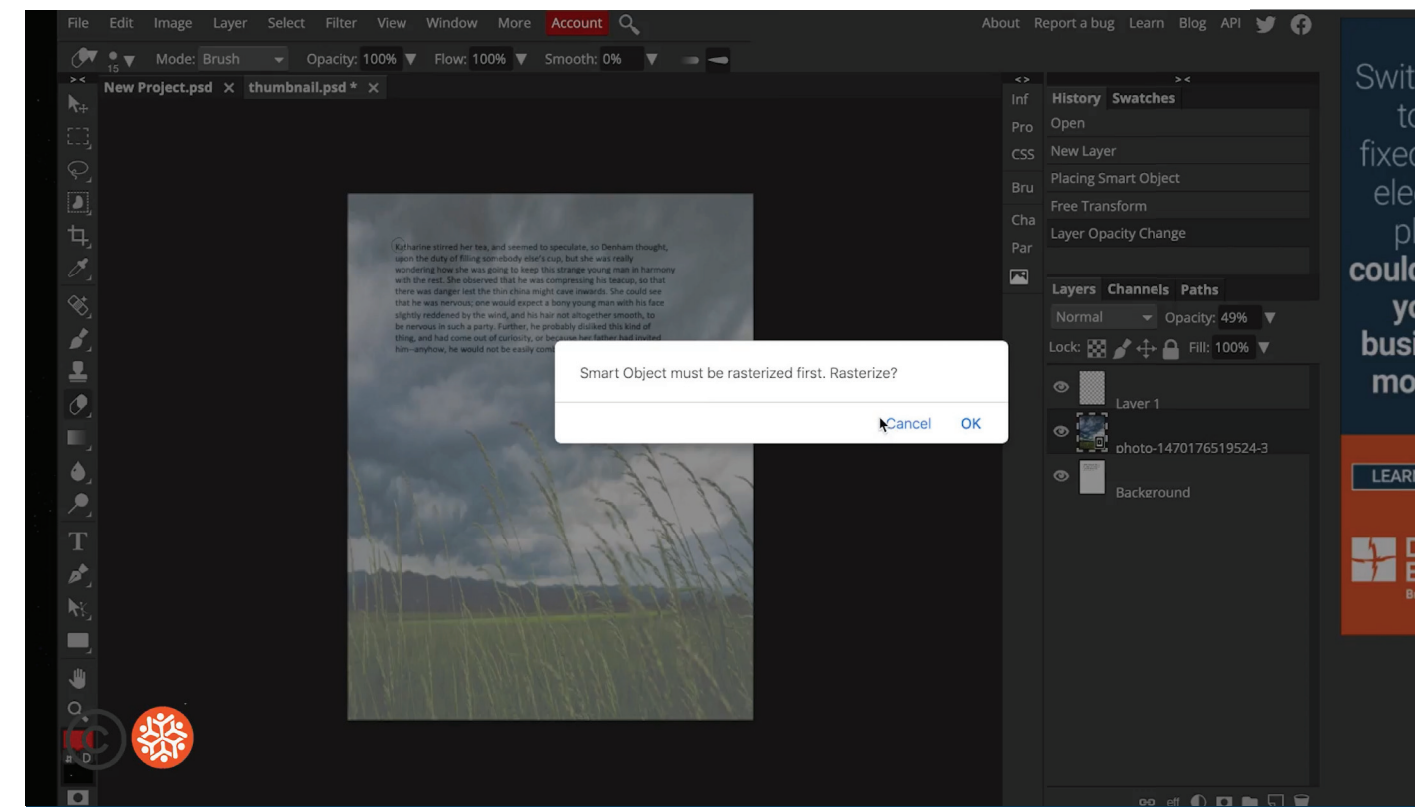 File Edit Image Layer Select Filter View Window More Account
About Report a bug Learn Blog API
15 Mode: Brush Opacity: 100% Flow: 100% Smooth: 0%
New Project.psd thumbnail.psd *
Inf
Pro
CSS
Bru
Cha
Par
History Swatches
Open
New Layer
Placing Smart Object
Free Transform
Layer Opacity Change
Layers Channels Paths
Normal Opacity: 49%
Lock: Fill: 100%
Layer 1
photo-1470176519524-3
Background
Katharine stirred her tea, and seemed to speculate, so Denham thought,
upon the duty of filling somebody else's cup, but she was really
wondering how she was going to keep this strange young man in harmony
with the rest. She observed that he was compressing his teacup, so that
there was danger lest the thin china might cave inwards. She could see
that he was nervous; one would expect a bony young man with his face
slightly reddened by the wind, and his hair not altogether smooth, to
be nervous in such a party. Further, he probably disliked this kind of
thing, and had come out of curiosity, or because her father had invited
him—anyhow, he would not be easily
Smart Object must be rasterized first. Rasterize?
Cancel OK
T
D
eff
Swit
to
fixed
ele
pl
could
yo
busi
mo
LEAR